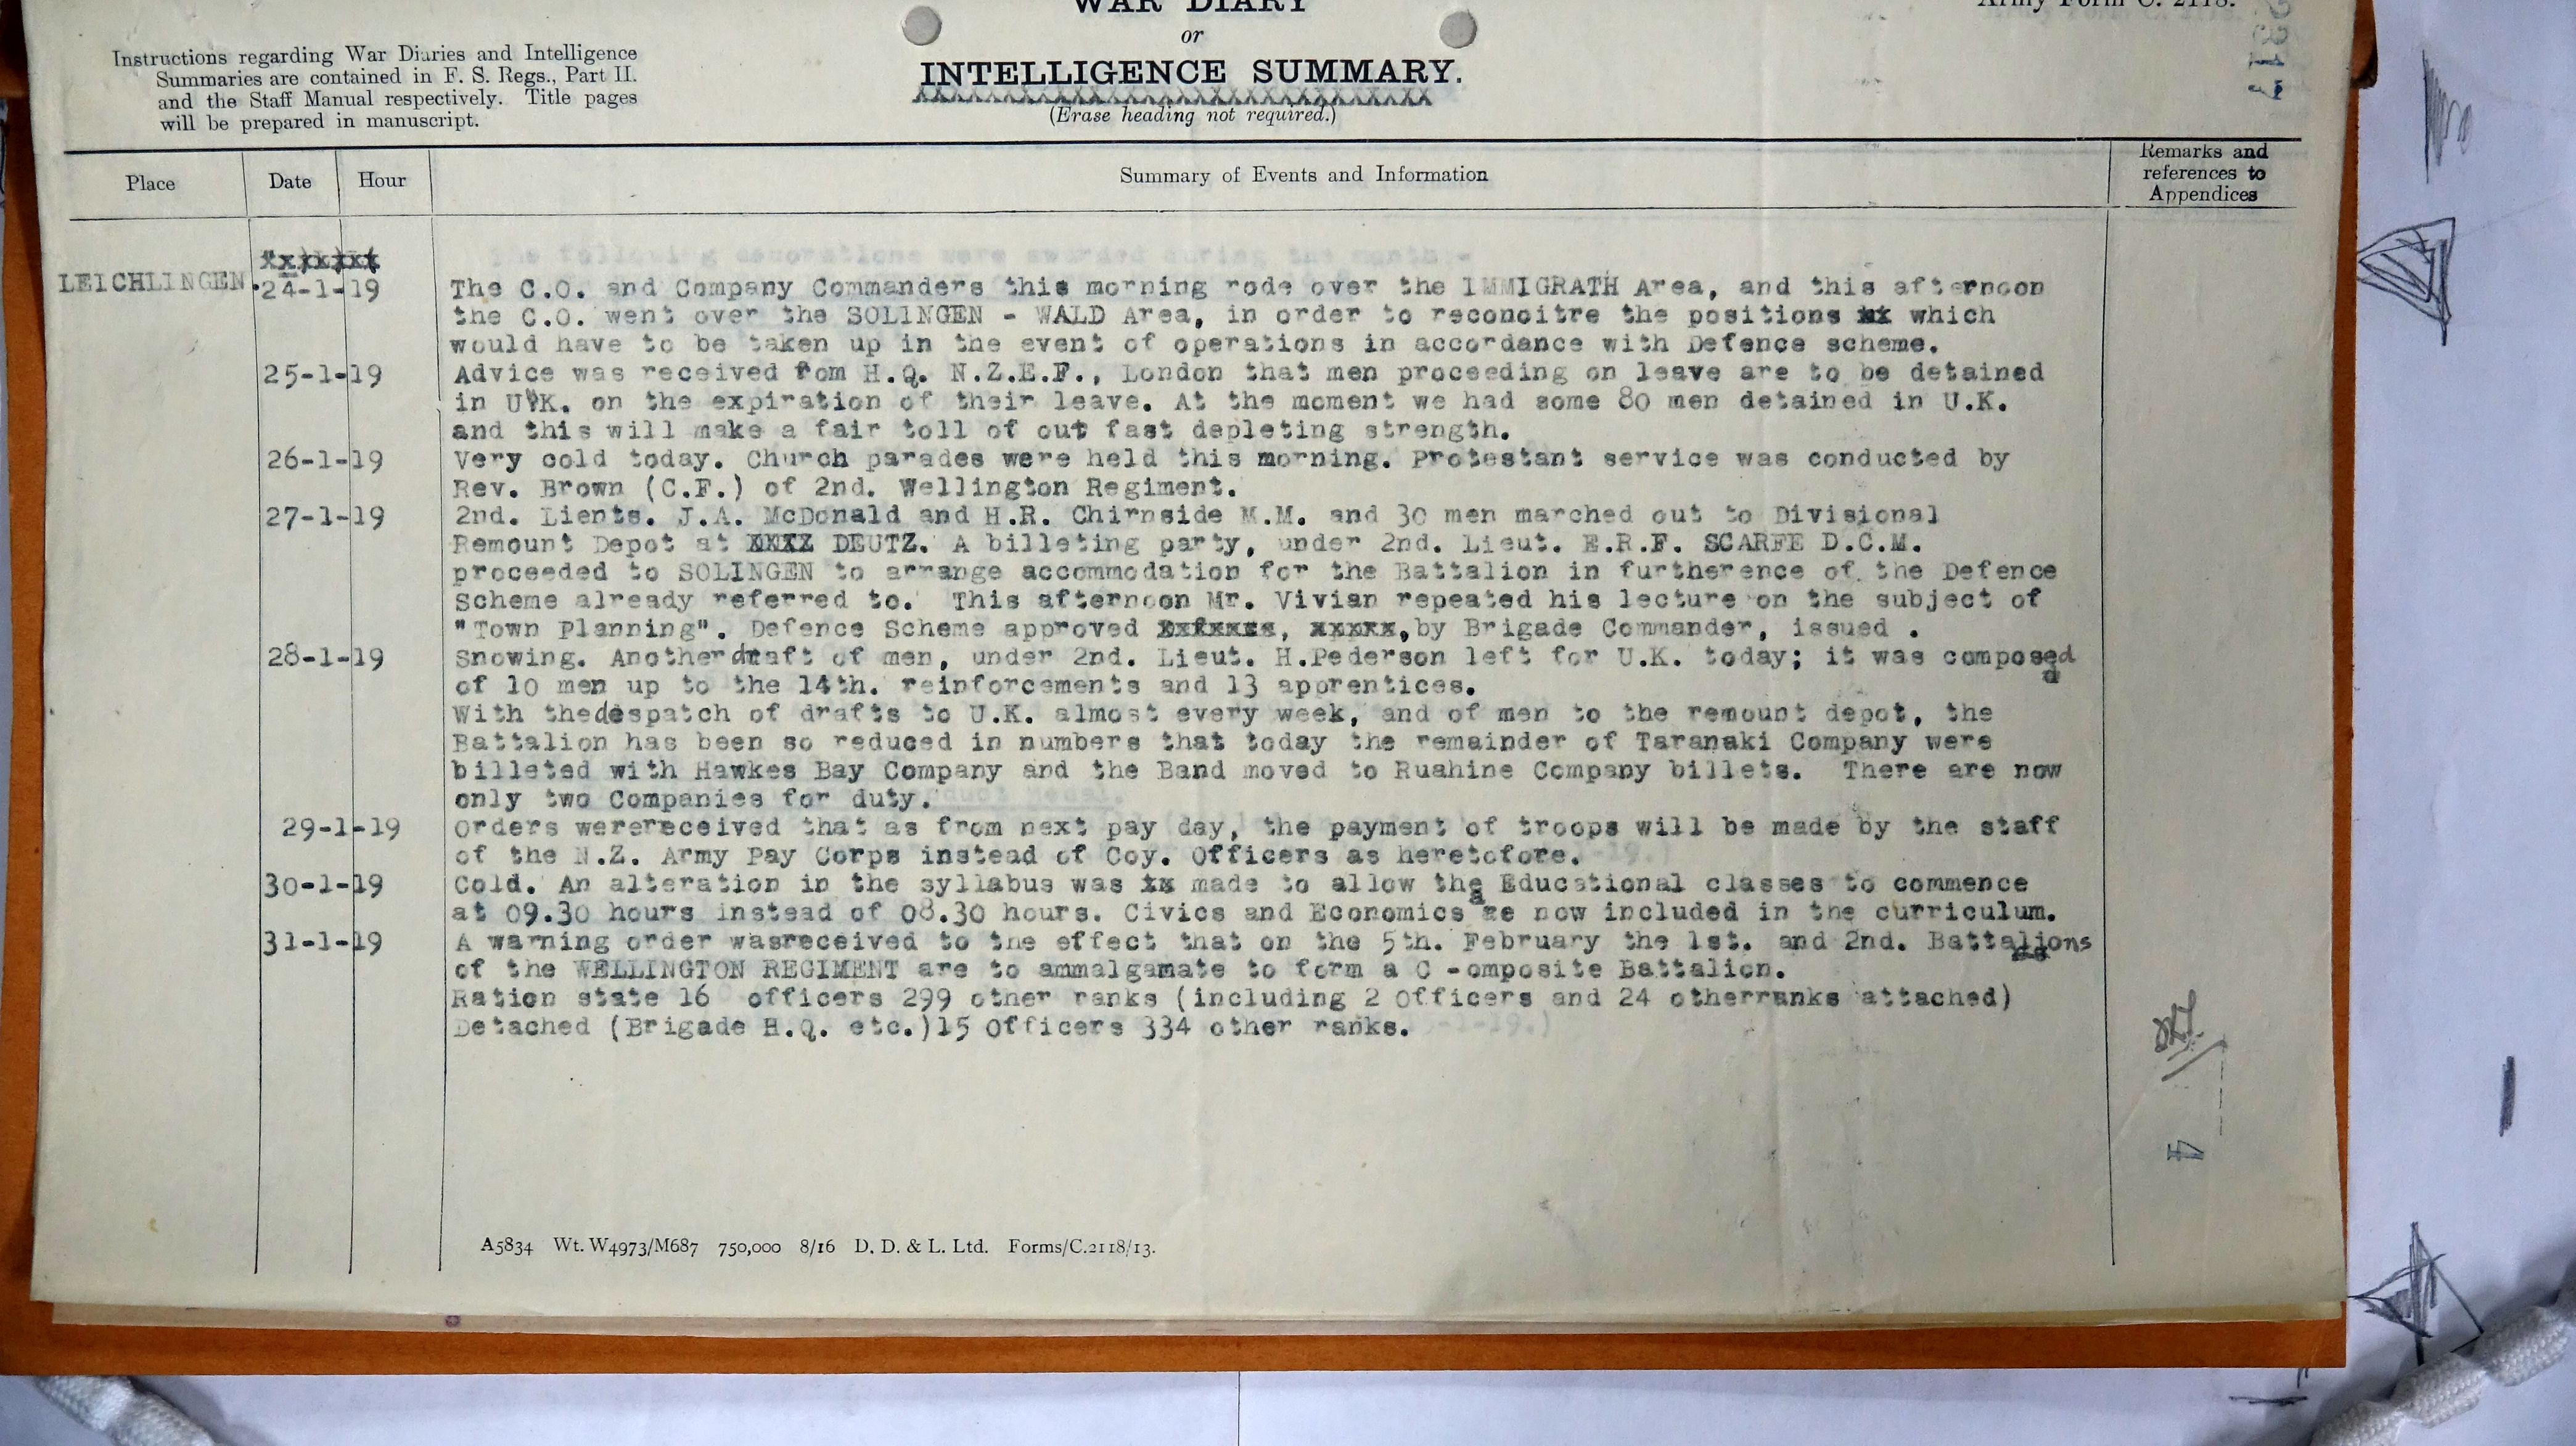 WAR DIARY
Army Form C. 2118.
or
INTELLIGENCE SUMMARY.
(Erase heading not required.)
Instructions regarding War Diaries and Intelligence
Summaries are contained in F. S. Regs., Part II.
and the Staff Manual respectively. Title pages
will be prepared in manuscript.
Place Date Hour Summary of Events and Information Remarks and references to Appendices
LEICHLINGEN.
24-1-19 The C.O. and Company Commanders this morning rode over the IMMIGRATH Area, and this afternoon
the C.O. went over the SOLINGEN - WALD Area, in order to reconoitre the positions xx which
would have to be taken up in the event of operations in accordance with Defence scheme.
25-1-19 Advice was received fom H.Q. N.Z.E.F., London that men proceeding on leave are to be detained
in U.K. on the expiration of their leave. At the moment we had some 80 men detained in U.K.
and this will make a fair toll of out fast depleting strength.
26-1-19 Very cold today. Church parades were held this morning. Protestant service was conducted by
Rev. Brown (C.F.) of 2nd. Wellington Regiment.
27-1-19 2nd. Lients. J.A. McDonald and H.R. Chirnside M.M. and 30 men marched out to Divisional
Remount Depot at XXXX DEUTZ. A billeting party, under 2nd. Lieut. E.R.F. SCARFE D.C.M.
proceeded to SOLINGEN to arrange accommodation for the Battalion in furtherence of the Defence
Scheme already referred to. This afternoon Mr. Vivian repeated his lecture on the subject of
"Town Planning". Defence Scheme approved xxxxxxx, xxxxx, by Brigade Commander, issued .
28-1-19 Snowing. Another draft of men, under 2nd. Lieut. H.Pederson left for U.K. today; it was composed
of 10 men up to the 14th. reinforcements and 13 apprentices.
With thedespatch of drafts to U.K. almost every week, and of men to the remount depot, the
Battalion has been so reduced in numbers that today the remainder of Taranaki Company were
billeted with Hawkes Bay Company and the Band moved to Ruahine Company billets. There are now
only two Companies for duty.
29-1-19 Orders werereceived that as from next pay day, the payment of troops will be made by the staff
of the N.Z. Army Pay Corps instead of Coy. Officers as heretofore.
30-1-19 Cold. An alteration in the syllabus was xx made to allow the Educational classes to commence
at 09.30 hours instead of 08.30 hours. Civics and Economics are now included in the curriculum.
31-1-19 A warning order wasreceived to the effect that on the 5th. February the 1st. and 2nd. Battalions
of the WELLINGTON REGIMENT are to ammalgamate to form a C -omposite Battalion.
Ration state 16 officers 299 other ranks (including 2 Officers and 24 otherranks attached)
Detached (Brigade H.Q. etc.)15 Officers 334 other ranks.
A5834 Wt. W4973/M687 750,000 8/16 D. D. & L. Ltd. Forms/C.2118/13.